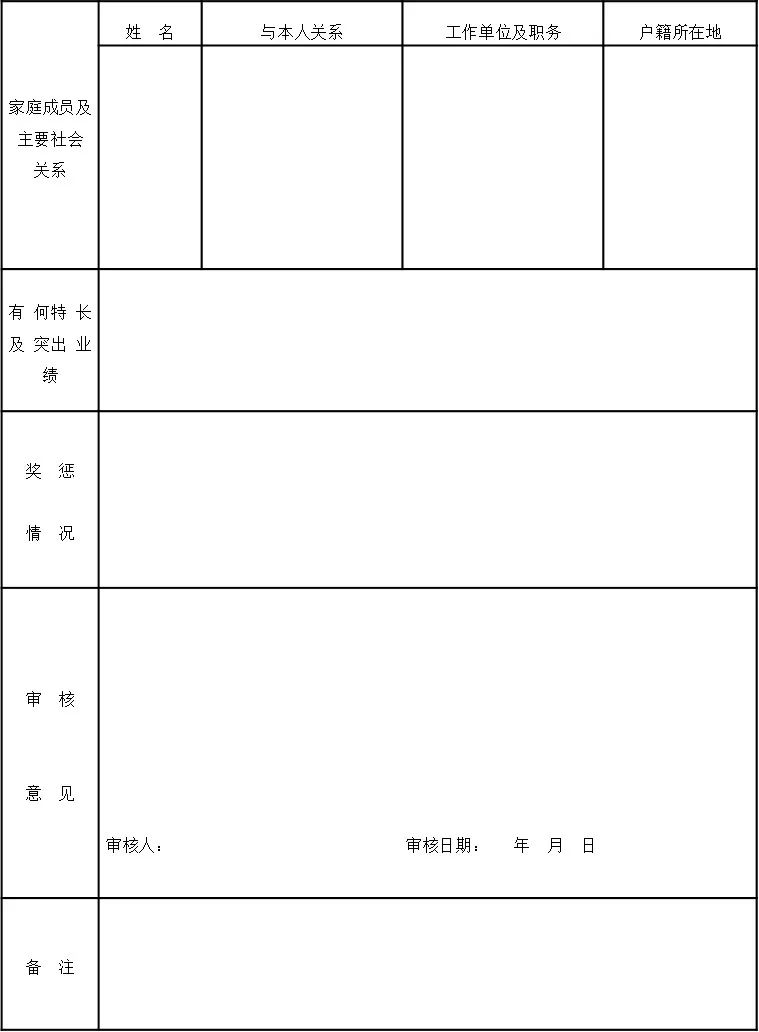 姓 名 与本人关系 工作单位及职务 户籍所在地
家庭成员及
主要社会
关系
有 何特 长
及 突出 业
绩
奖 惩
情 况
审 核
意 见
审核人： 审核日期： 年 月 日
备 注